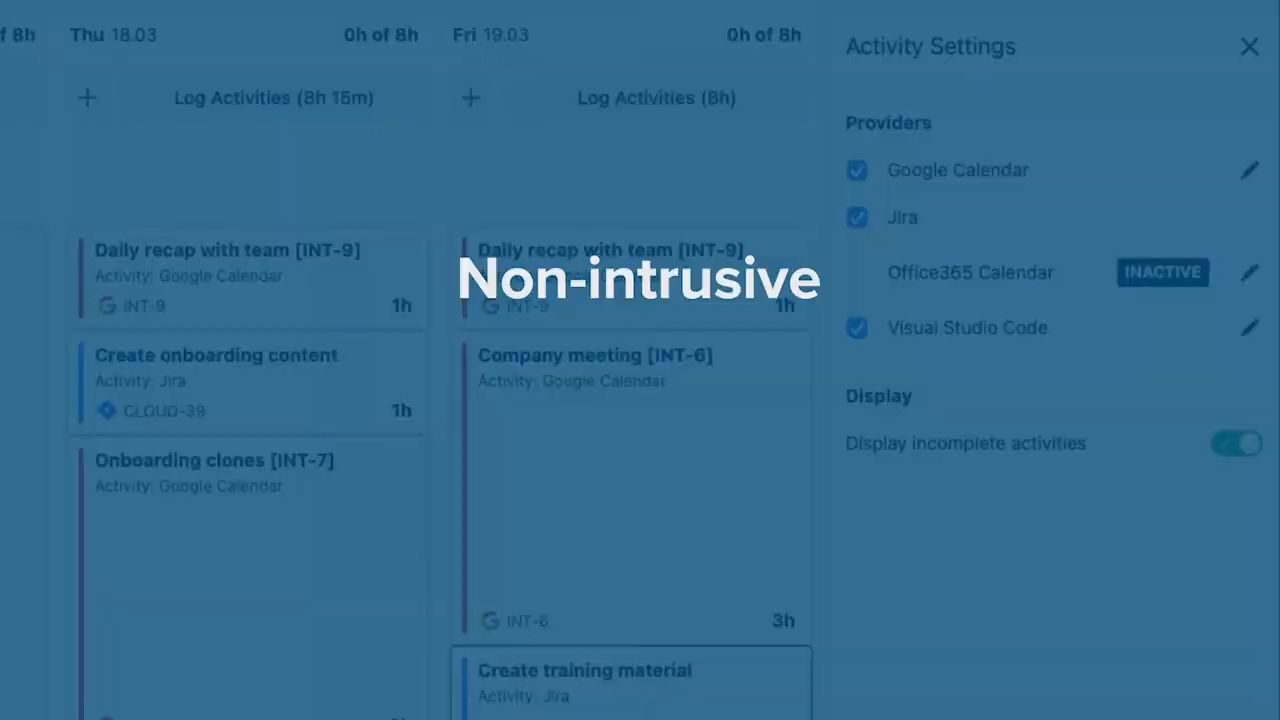 f 8h
Thu 18.03
0h of 8h
Fri 19.03
0h of 8h
Activity Settings
Log Activities (8h 15m)
Log Activities (8h)
Providers
Google Calendar
Jira
Office365 Calendar
INACTIVE
Visual Studio Code
Display
Display incomplete activities
Non-intrusive
Daily recap with team [INT-9]
Activity: Google Calendar
INT-9
1h
Create onboarding content
Activity: Jira
CLOUD-39
1h
Onboarding clones [INT-7]
Activity: Google Calendar
Daily recap with team [INT-9]
INT-9
1h
Company meeting [INT-6]
Activity: Google Calendar
INT-6
3h
Create training material
Activity: Jira